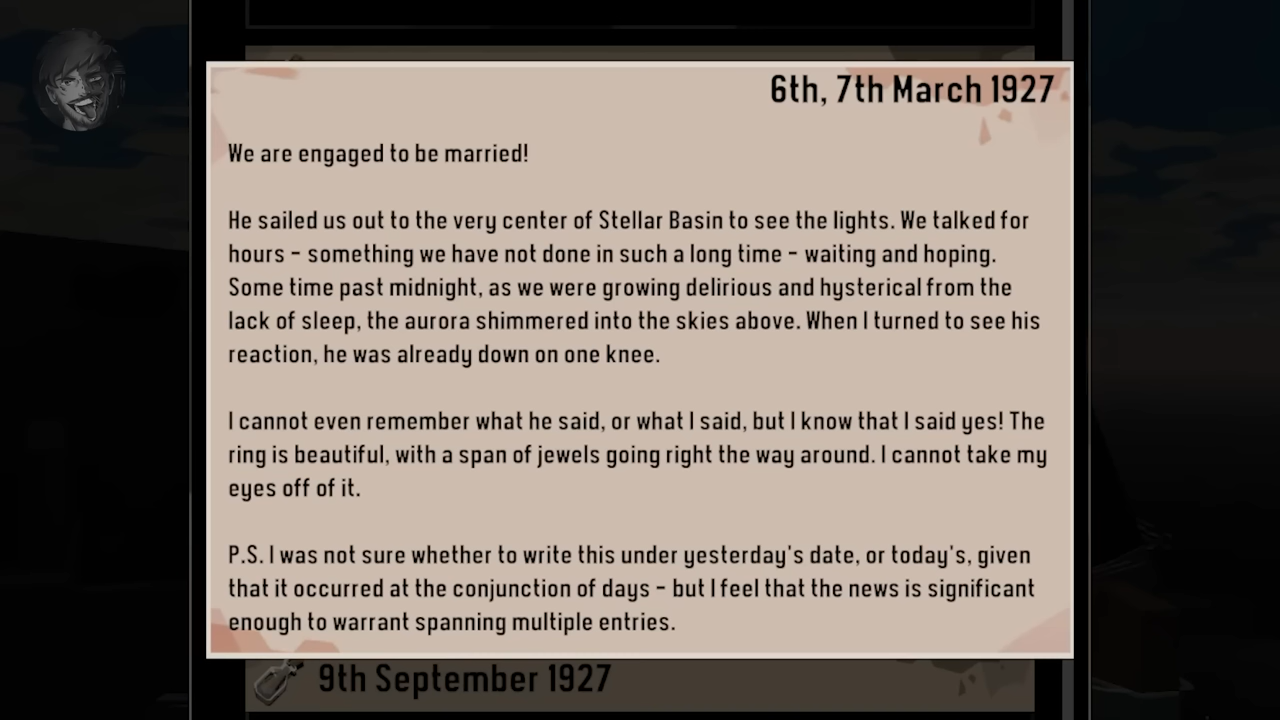 6th, 7th March 1927
We are engaged to be married!
He sailed us out to the very center of Stellar Basin to see the lights. We talked for
hours - something we have not done in such a long time - waiting and hoping.
Some time past midnight, as we were growing delirious and hysterical from the
lack of sleep, the aurora shimmered into the skies above. When I turned to see his
reaction, he was already down on one knee.
I cannot even remember what he said, or what I said, but I know that I said yes! The
ring is beautiful, with a span of jewels going right the way around. I cannot take my
eyes off of it.
P.S. I was not sure whether to write this under yesterday's date, or today's, given
that it occurred at the conjunction of days - but I feel that the news is significant
enough to warrant spanning multiple entries.
9th September 1927